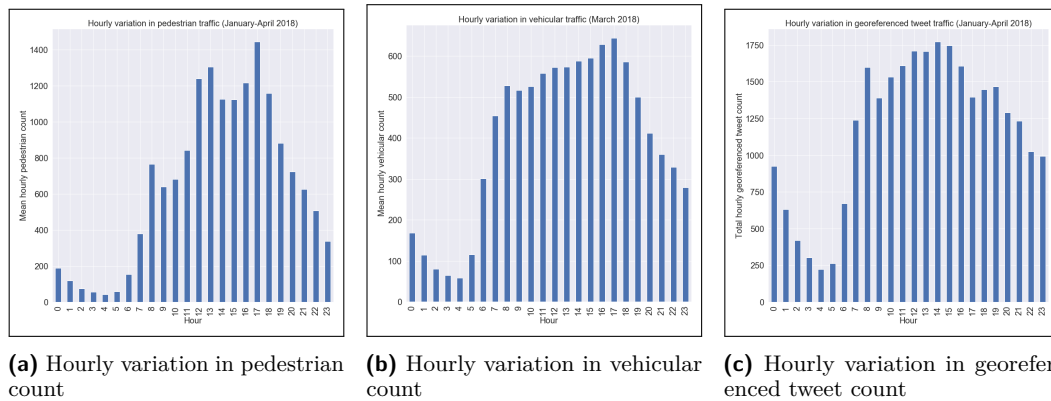 Hourly variation in pedestrian traffic (January-April 2018)
Mean hourly pedestrian count
1400
1200
1000
800
600
400
200
0
0 1 2 3 4 5 6 7 8 9 10 11 12 13 14 15 16 17 18 19 20 21 22 23
Hour
(a) Hourly variation in pedestrian
count
Hourly variation in vehicular traffic (March 2018)
Mean hourly vehicular count
600
500
400
300
200
100
0
0 1 2 3 4 5 6 7 8 9 10 11 12 13 14 15 16 17 18 19 20 21 22 23
Hour
(b) Hourly variation in vehicular
count
Hourly variation in georeferenced tweet traffic (January-April 2018)
Total hourly georeferenced tweet count
1750
1500
1250
1000
750
500
250
0
0 1 2 3 4 5 6 7 8 9 10 11 12 13 14 15 16 17 18 19 20 21 22 23
Hour
(c) Hourly variation in georefer
enced tweet count